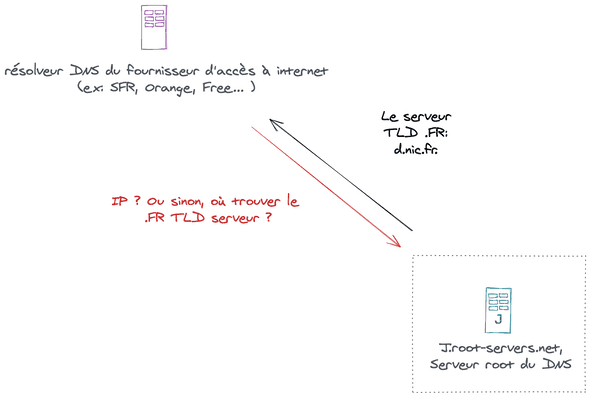 résolveur DNS du fournisseur d'accès à internet
(ex: SFR, Orange, Free... )
Le serveur
TLD .FR:
d.nic.fr.
IP ? Ou sinon, où trouver le
.FR TLD serveur ?
J
J.root-servers.net,
Serveur root du DNS